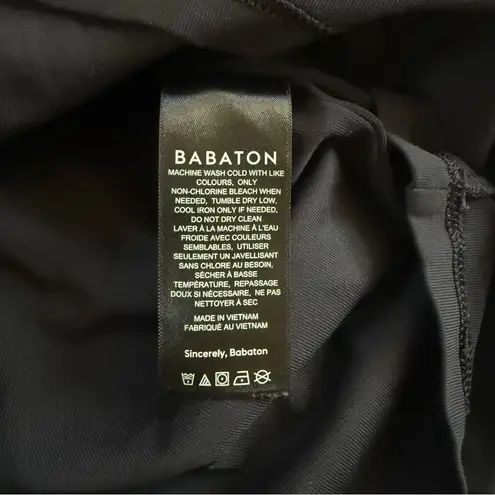 BABATON
MACHINE WASH COLD WITH LIKE
COLOURS, ONLY
NON-CHLORINE BLEACH WHEN
NEEDED, TUMBLE DRY LOW,
COOL IRON ONLY IF NEEDED,
DO NOT DRY CLEAN
LAVER À LA MACHINE À L'EAU
FROIDE AVEC COULEURS
SEMBLABLES, UTILISER
SEULEMENT UN JAVELLISANT
SANS CHLORE AU BESOIN,
SÉCHER À BASSE
TEMPÉRATURE, REPASSAGE
DOUX SI NÉCESSAIRE, NE PAS
NETTOYER À SEC
MADE IN VIETNAM
FABRIQUÉ AU VIETNAM
Sincerely, Babaton